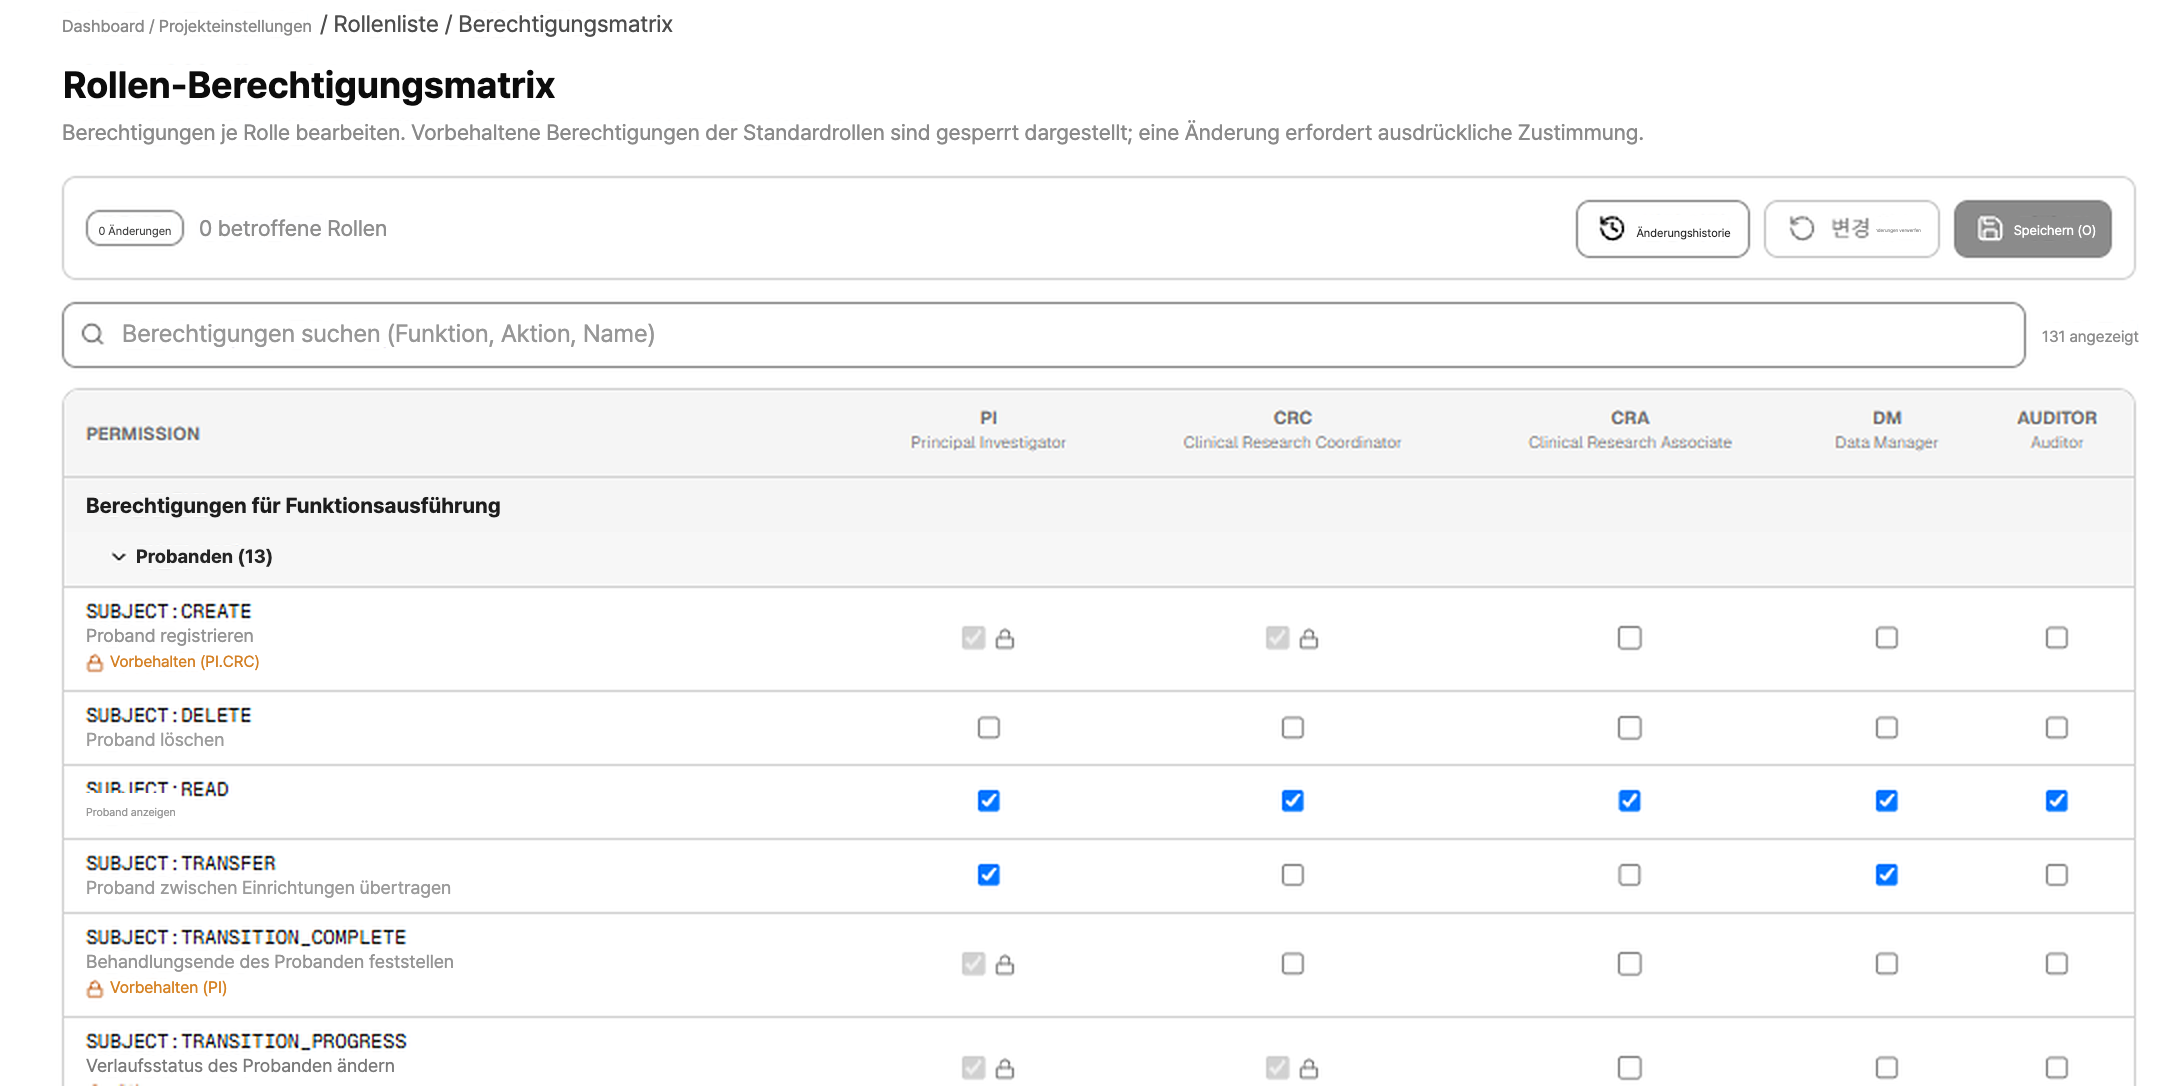 Dashboard / Projekteinstellungen / Rollenliste / Berechtigungsmatrix
Rollen-Berechtigungsmatrix
Berechtigungen je Rolle bearbeiten. Vorbehaltene Berechtigungen der Standardrollen sind gesperrt dargestellt; eine Änderung erfordert ausdrückliche Zustimmung.
0 Änderungen 0 betroffene Rollen Änderungshistorie 변경 verwerfen Speichern (0)
Berechtigungen suchen (Funktion, Aktion, Name) 131 angezeigt
PERMISSION PI CRC CRA DM AUDITOR
Principal Investigator Clinical Research Coordinator Clinical Research Associate Data Manager Auditor
Berechtigungen für Funktionsausführung
Probanden (13)
SUBJECT:CREATE
Proband registrieren
Vorbehalten (PI.CRC)
SUBJECT:DELETE
Proband löschen
SUBJECT:READ
Proband anzeigen
SUBJECT:TRANSFER
Proband zwischen Einrichtungen übertragen
SUBJECT:TRANSITION_COMPLETE
Behandlungsende des Probanden feststellen
Vorbehalten (PI)
SUBJECT:TRANSITION_PROGRESS
Verlaufsstatus des Probanden ändern